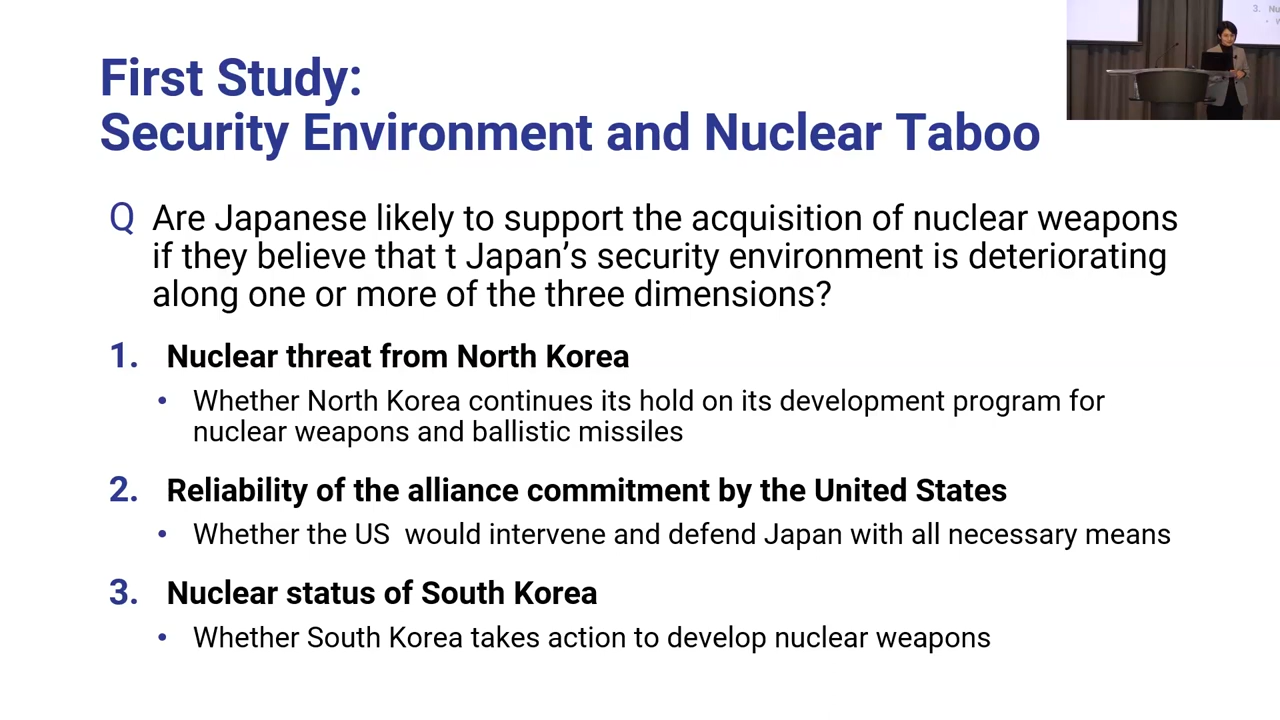 First Study:
Security Environment and Nuclear Taboo
Q Are Japanese likely to support the acquisition of nuclear weapons
if they believe that t Japan’s security environment is deteriorating
along one or more of the three dimensions?
1. Nuclear threat from North Korea
• Whether North Korea continues its hold on its development program for
nuclear weapons and ballistic missiles
2. Reliability of the alliance commitment by the United States
• Whether the US  would intervene and defend Japan with all necessary means
3. Nuclear status of South Korea
• Whether South Korea takes action to develop nuclear weapons
3. Nu